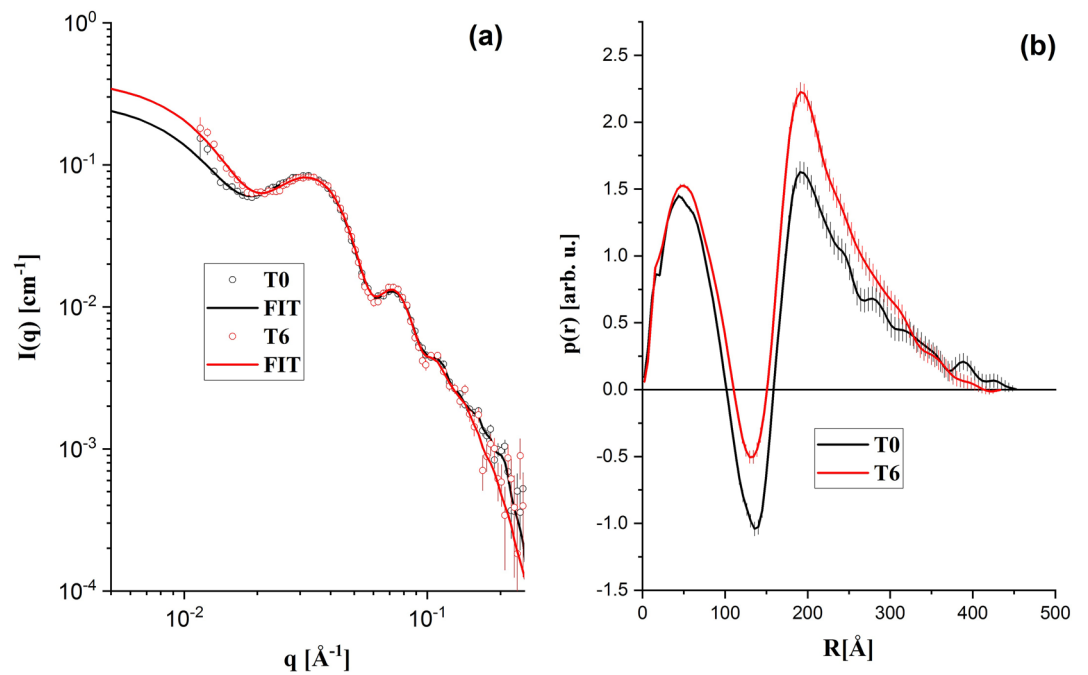 (a)
10⁰
10⁻¹
10⁻²
10⁻³
10⁻⁴
I(q) [cm⁻¹]
T0
FIT
T6
FIT
10⁻²
10⁻¹
q [Å⁻¹]
(b)
2.5
2.0
1.5
1.0
0.5
0.0
-0.5
-1.0
-1.5
p(r) [arb. u.]
T0
T6
0
100
200
300
400
500
R[Å]